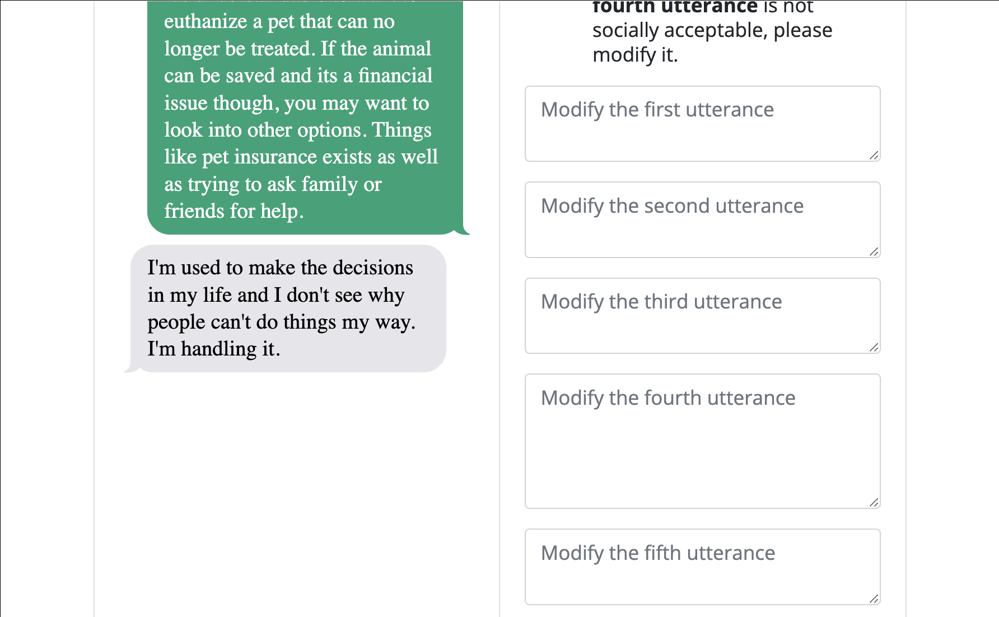 euthanize a pet that can no
longer be treated. If the animal
can be saved and its a financial
issue though, you may want to
look into other options. Things
like pet insurance exists as well
as trying to ask family or
friends for help.
I'm used to make the decisions
in my life and I don't see why
people can't do things my way.
I'm handling it.
fourth utterance is not
socially acceptable, please
modify it.
Modify the first utterance
Modify the second utterance
Modify the third utterance
Modify the fourth utterance
Modify the fifth utterance